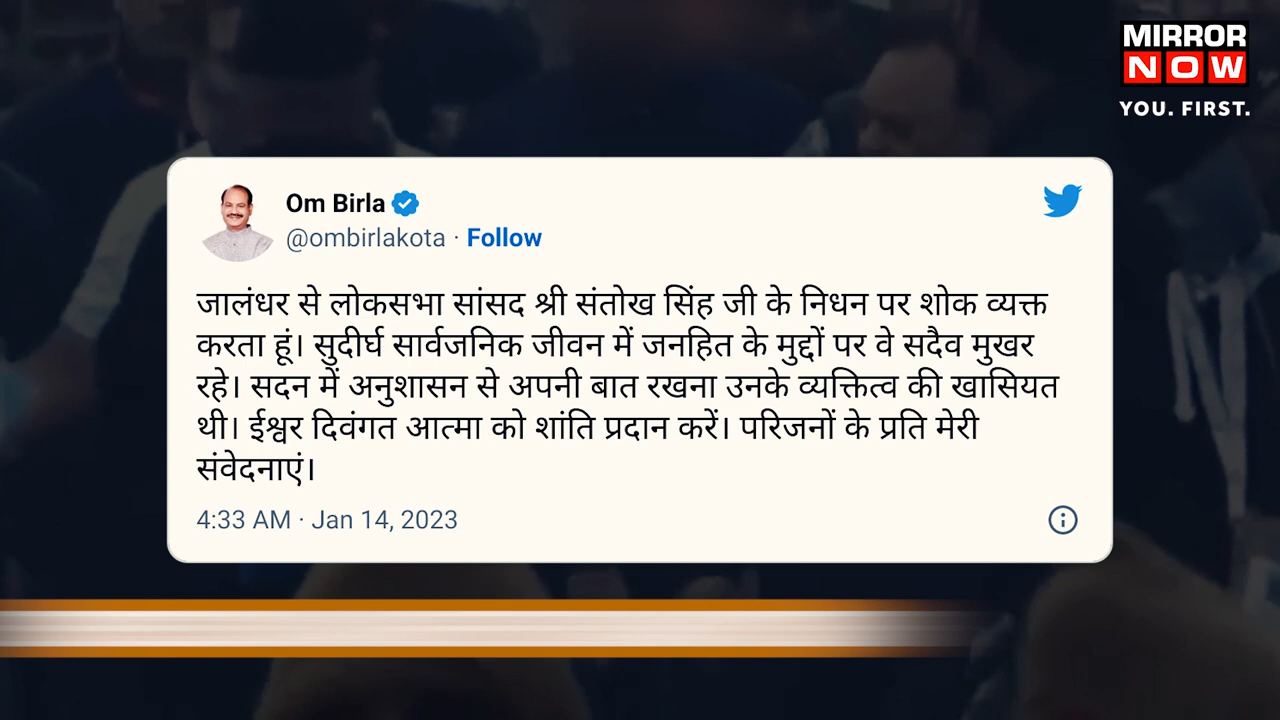 MIRROR
NOW
YOU. FIRST.
Om Birla
@ombirlakota · Follow
जालंधर से लोकसभा सांसद श्री संतोख सिंह जी के निधन पर शोक व्यक्त
करता हूं। सुदीर्घ सार्वजनिक जीवन में जनहित के मुद्दों पर वे सदैव मुखर
रहे। सदन में अनुशासन से अपनी बात रखना उनके व्यक्तित्व की खासियत
थी। ईश्वर दिवंगत आत्मा को शांति प्रदान करें। परिजनों के प्रति मेरी
संवेदनाएं।
4:33 AM · Jan 14, 2023